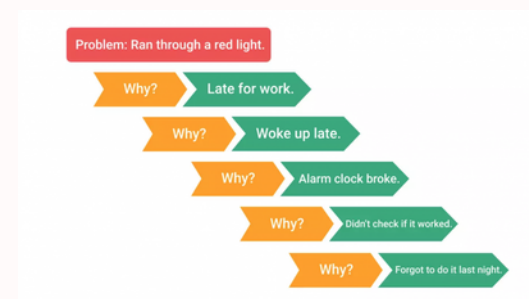 Problem: Ran through a red light.
Why? Late for work.
Why? Woke up late.
Why? Alarm clock broke.
Why? Didn't check if it worked.
Why? Forgot to do it last night.